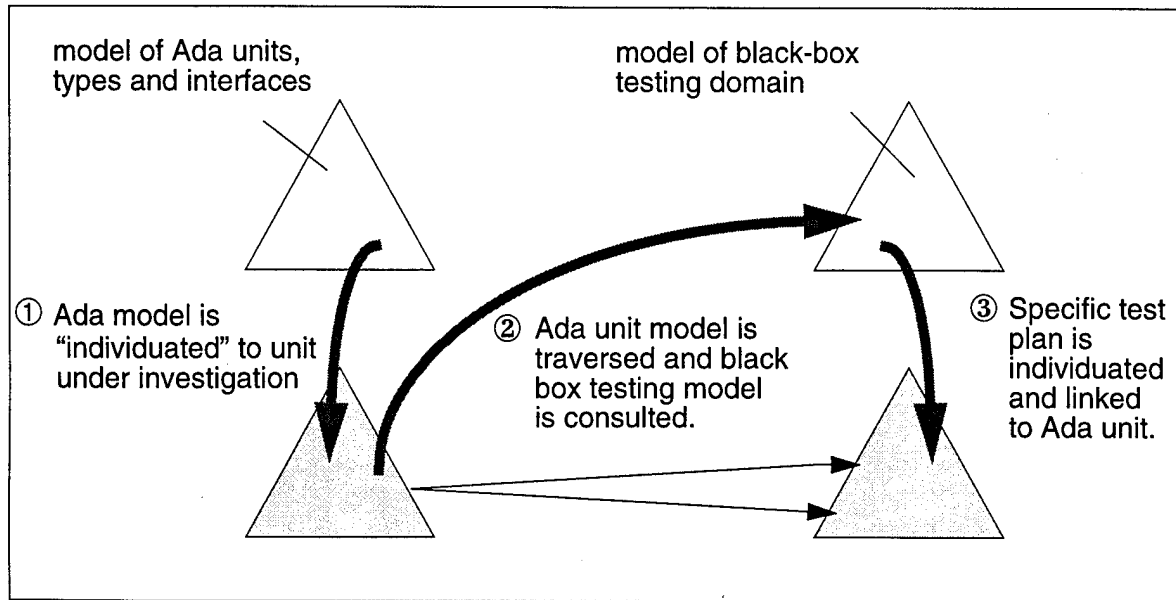 model of Ada units,
types and interfaces
model of black-box
testing domain
① Ada model is
“individuated” to unit
under investigation
② Ada unit model is
traversed and black
box testing model
is consulted.
③ Specific test
plan is
individuated
and linked
to Ada unit.